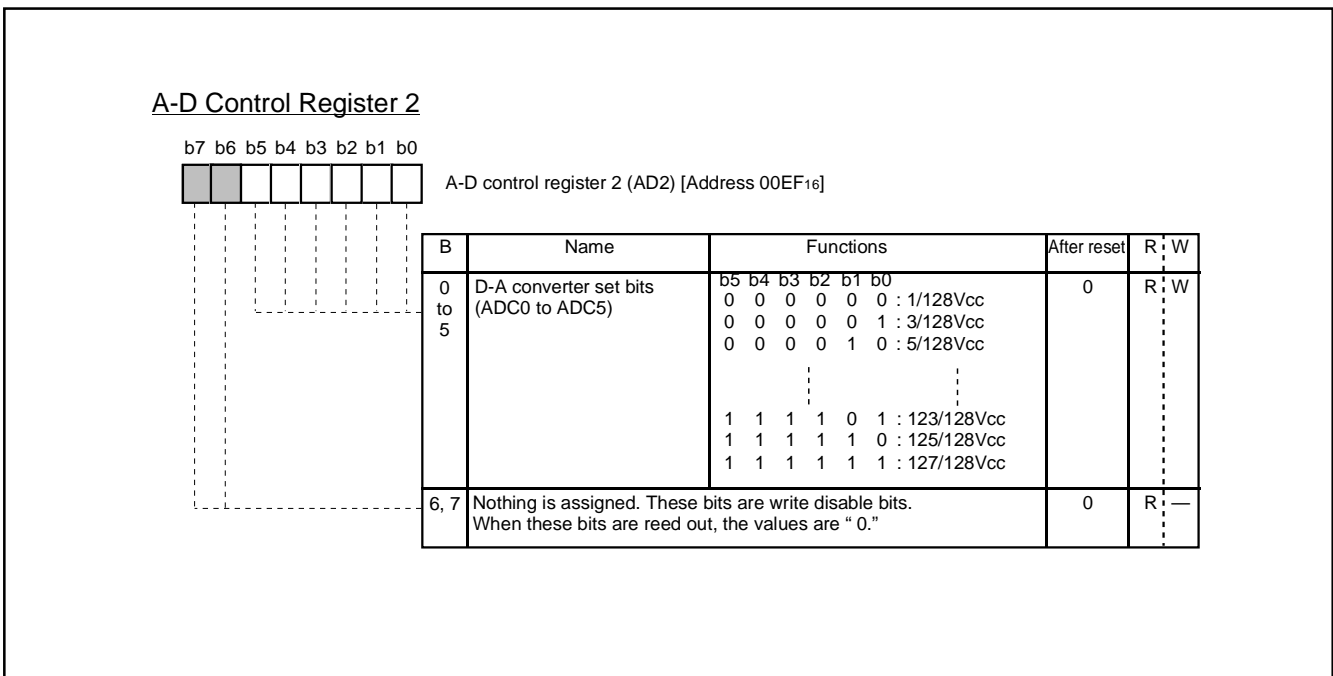 A-D Control Register 2
b7 b6 b5 b4 b3 b2 b1 b0
A-D control register 2 (AD2) [Address 00EF16]
B Name Functions After reset R W
0 to 5 D-A converter set bits (ADC0 to ADC5) 0 R W
b5 b4 b3 b2 b1 b0
0 0 0 0 0 0 : 1/128Vcc
0 0 0 0 0 1 : 3/128Vcc
0 0 0 0 1 0 : 5/128Vcc
1 1 1 1 0 1 : 123/128Vcc
1 1 1 1 1 0 : 125/128Vcc
1 1 1 1 1 1 : 127/128Vcc
6, 7 Nothing is assigned. These bits are write disable bits. 0 R —
When these bits are reed out, the values are “ 0.”